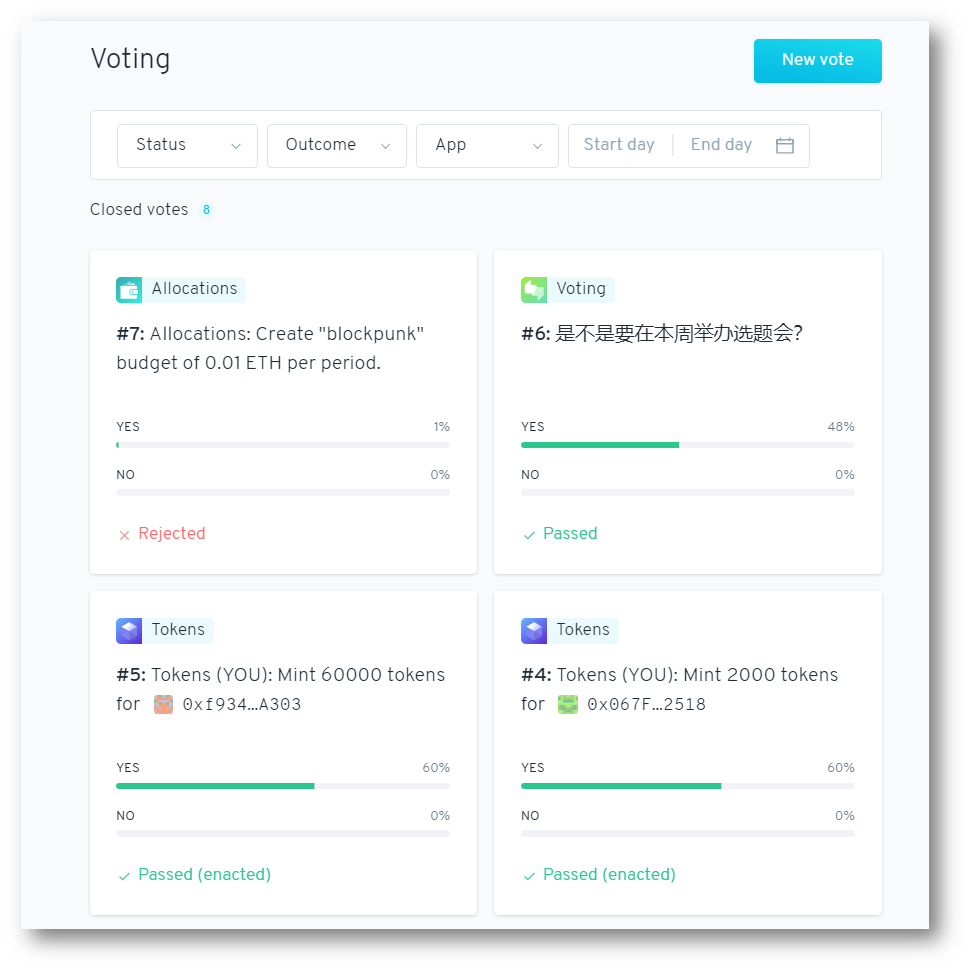 Voting
New vote
Status
Outcome
App
Start day
End day
Closed votes 8
Allocations
#7: Allocations: Create "blockpunk"
budget of 0.01 ETH per period.
YES 1%
NO 0%
Rejected
Voting
#6: 是不是要在本周举办选题会?
YES 48%
NO 0%
Passed
Tokens
#5: Tokens (YOU): Mint 60000 tokens
for 0xf934…A303
YES 60%
NO 0%
Passed (enacted)
Tokens
#4: Tokens (YOU): Mint 2000 tokens
for 0x067F…2518
YES 60%
NO 0%
Passed (enacted)